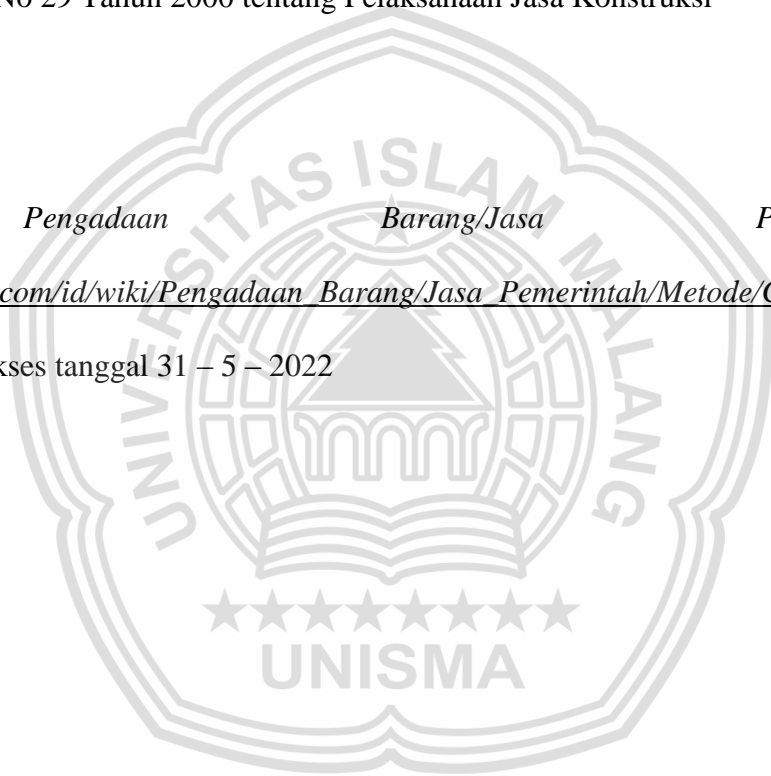 No 29 Tahun 2000 tentang Pelaksanaan Jasa Konstruksi
Pengadaan Barang/Jasa
com/id/wiki/Pengadaan_Barang/Jasa_Pemerintah/Metode/
tanggal 31 – 5 – 2022
UNIVERSITAS ISLAM MALANG
UNISMA